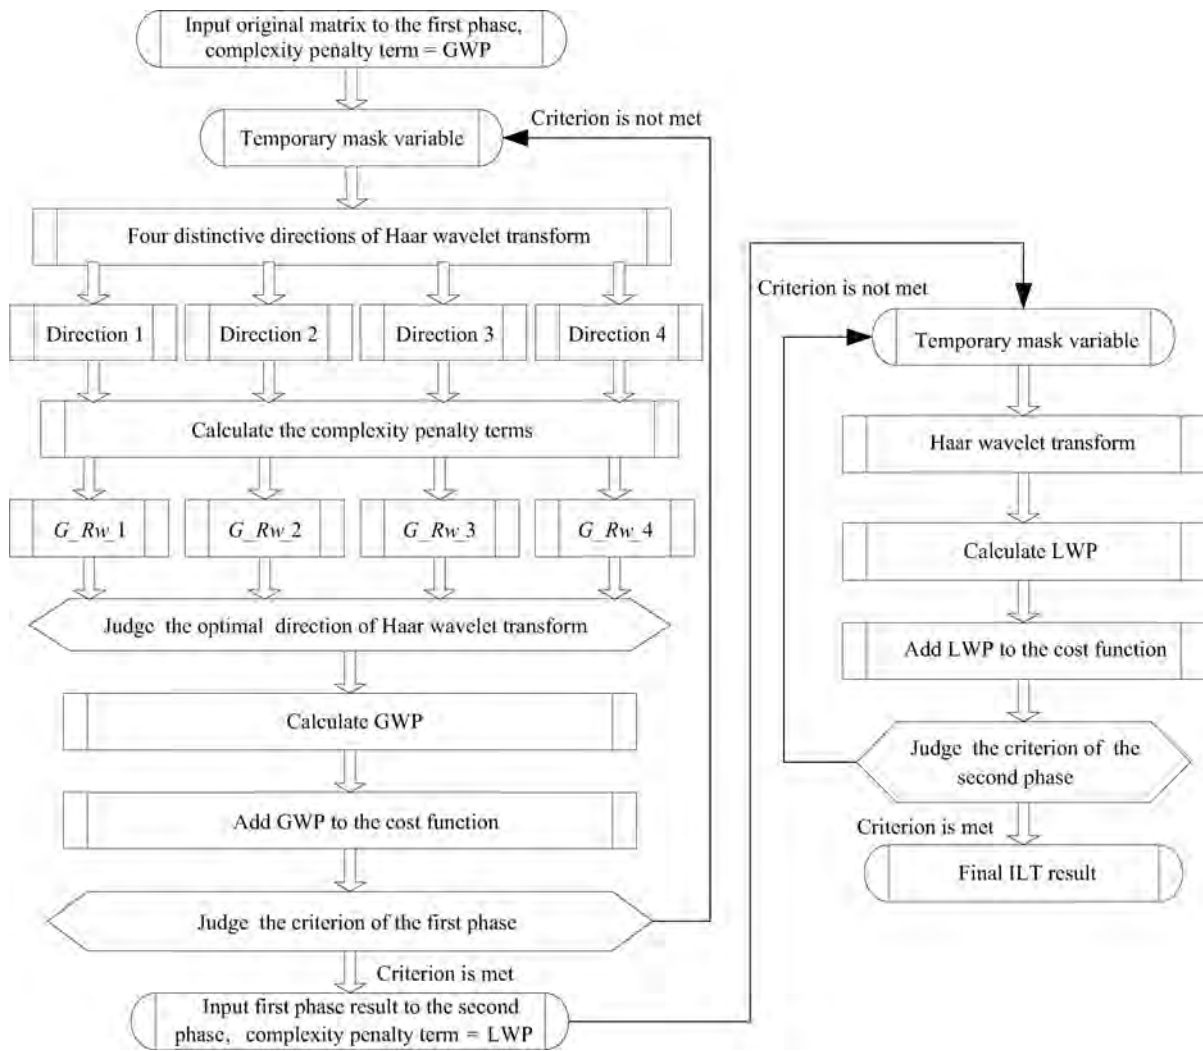 Input original matrix to the first phase,
complexity penalty term = GWP
Criterion is not met
Temporary mask variable
Four distinctive directions of Haar wavelet transform
Direction 1
Direction 2
Direction 3
Direction 4
Calculate the complexity penalty terms
G_Rw_1
G_Rw_2
G_Rw_3
G_Rw_4
Judge the optimal direction of Haar wavelet transform
Calculate GWP
Add GWP to the cost function
Judge the criterion of the first phase
Criterion is met
Input first phase result to the second
phase, complexity penalty term = LWP
Criterion is not met
Temporary mask variable
Haar wavelet transform
Calculate LWP
Add LWP to the cost function
Judge the criterion of the
second phase
Criterion is met
Final ILT result